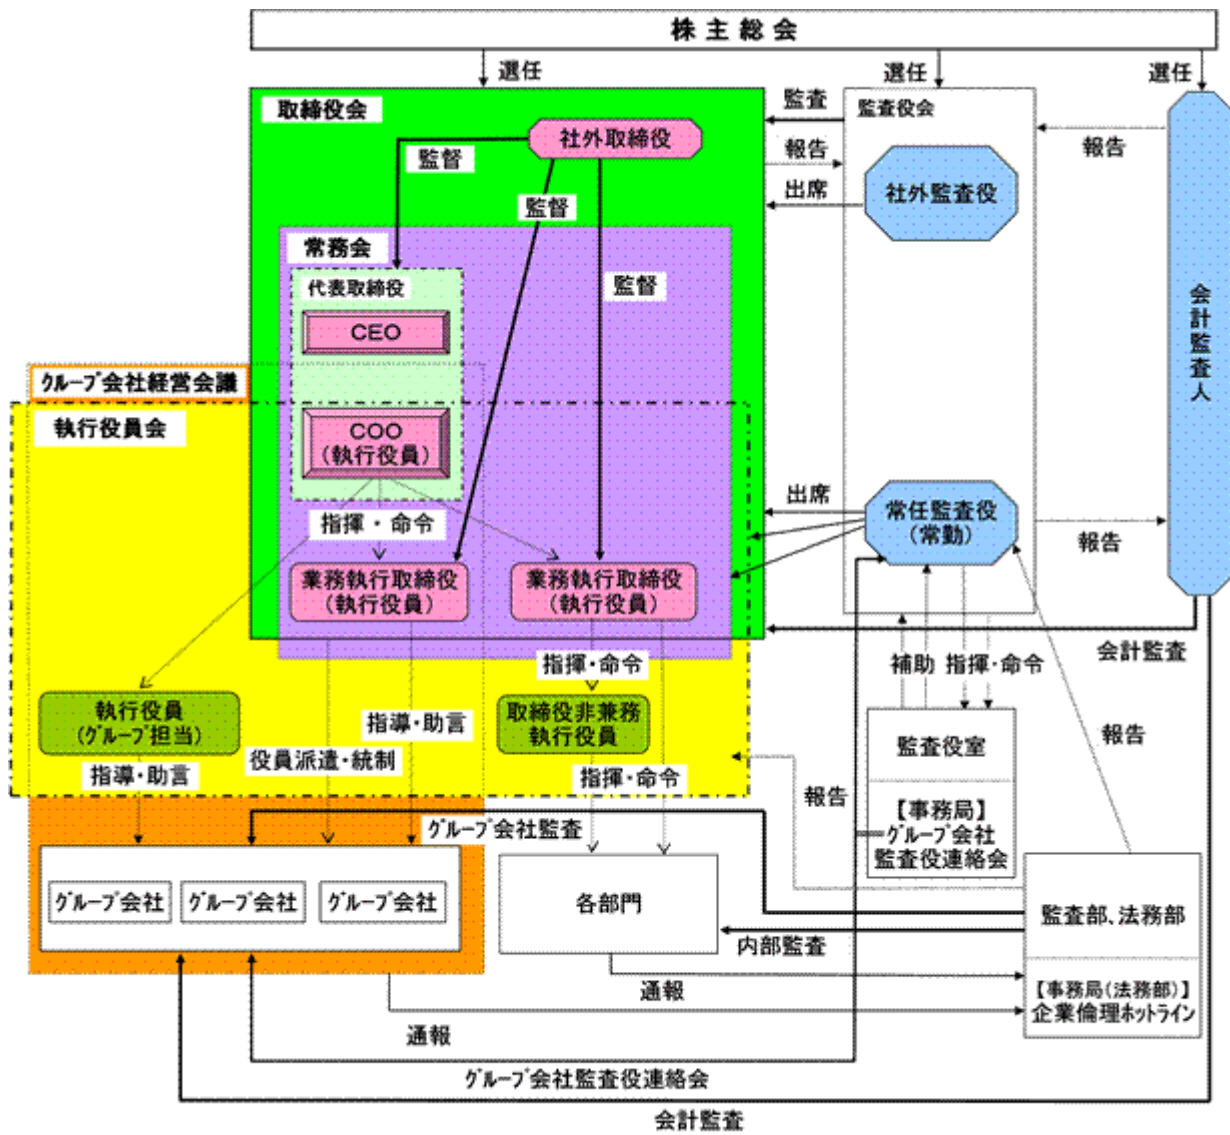 株主総会
選任
選任
選任
取締役会
社外取締役
監督
監督
監督
監査
報告
出席
監査役会
社外監査役
報告
会計監査人
常務会
代表取締役
CEO
COO
(執行役員)
グループ会社経営会議
執行役員会
指揮・命令
業務執行取締役
(執行役員)
業務執行取締役
(執行役員)
出席
常任監査役
(常勤)
報告
会計監査
補助
指揮・命令
指揮・命令
執行役員
(グループ担当)
指導・助言
取締役非兼務
執行役員
指導・助言
役員派遣・統制
指揮・命令
監査役室
【事務局】
グループ会社
監査役連絡会
報告
報告
グループ会社監査
グループ会社
グループ会社
グループ会社
各部門
内部監査
監査部、法務部
【事務局(法務部)】
企業倫理ホットライン
通報
通報
グループ会社監査役連絡会
会計監査